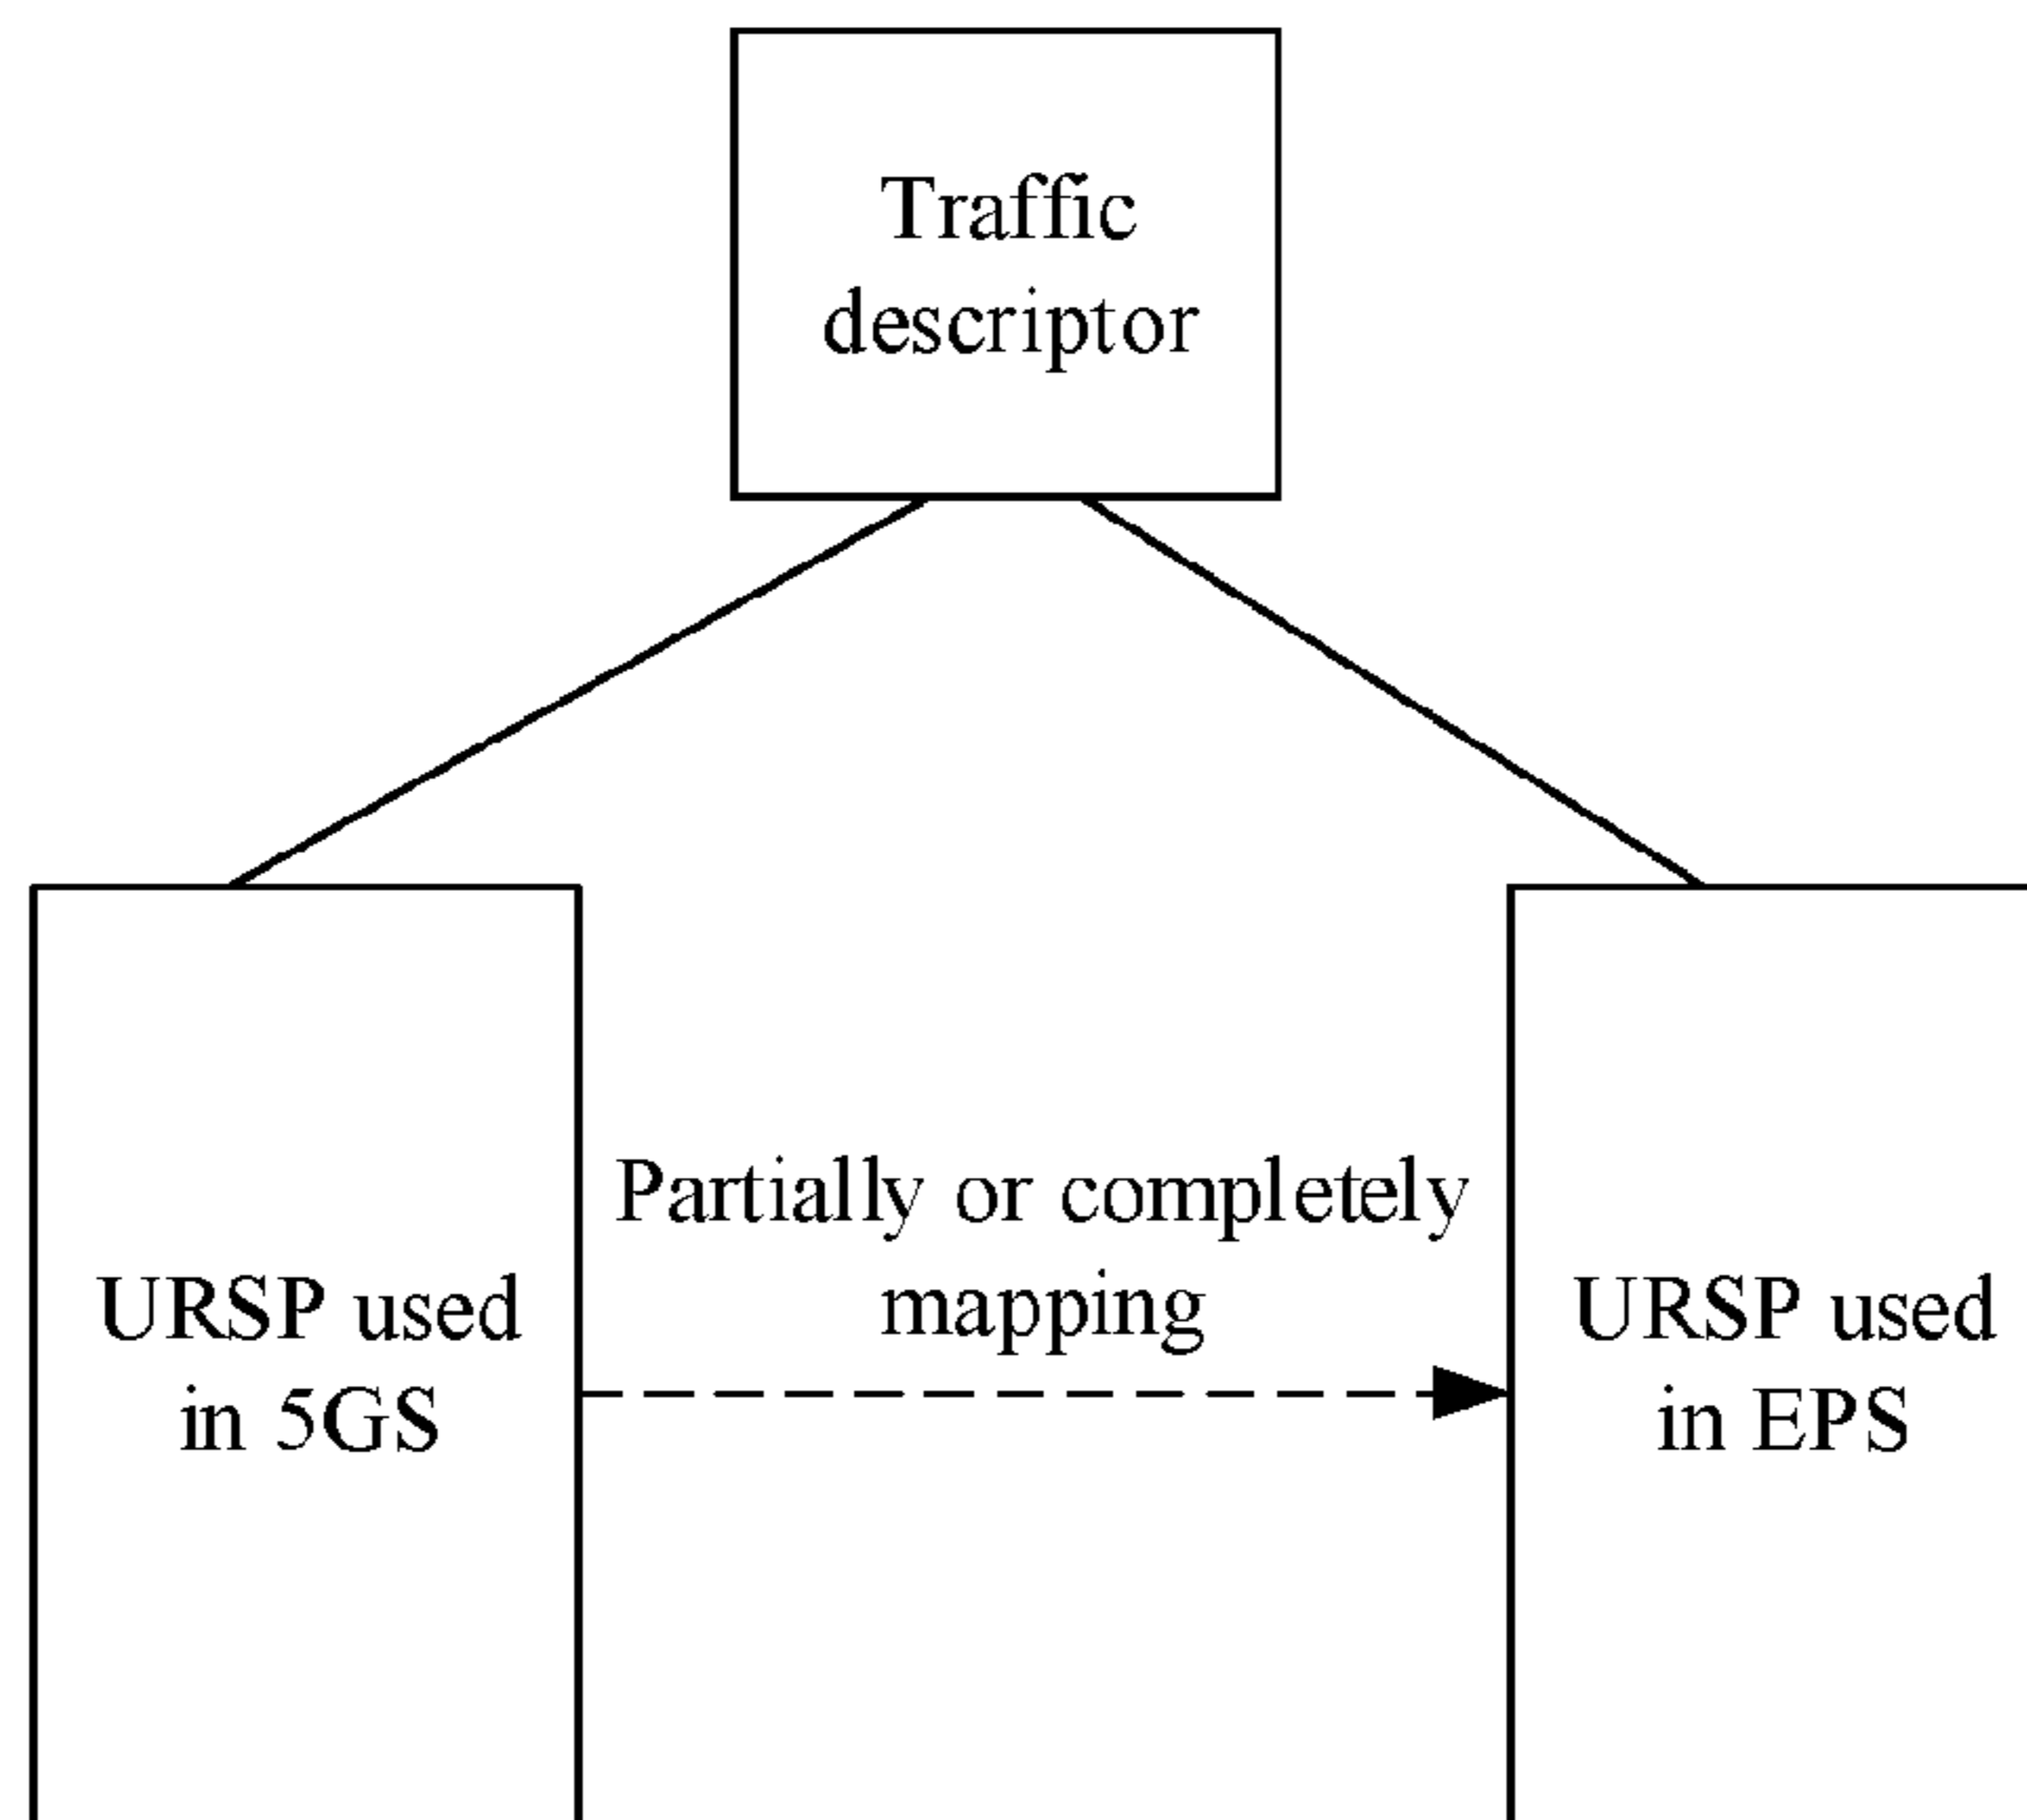 Traffic
descriptor
Partially or completely
mapping
URSP used
in 5GS
URSP used
in EPS